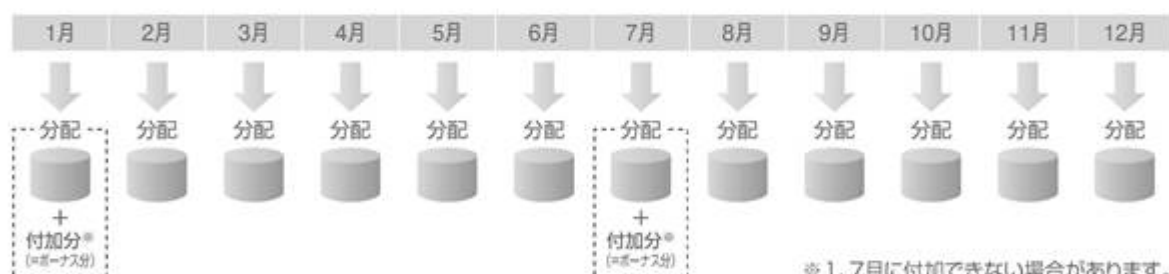 1月 2月 3月 4月 5月 6月 7月 8月 9月 10月 11月 12月
分配 分配 分配 分配 分配 分配 分配 分配 分配 分配 分配 分配
+ +
付加分※ 付加分※
(=ボーナス分) (=ボーナス分)
※1、7月に付加できない場合があります。